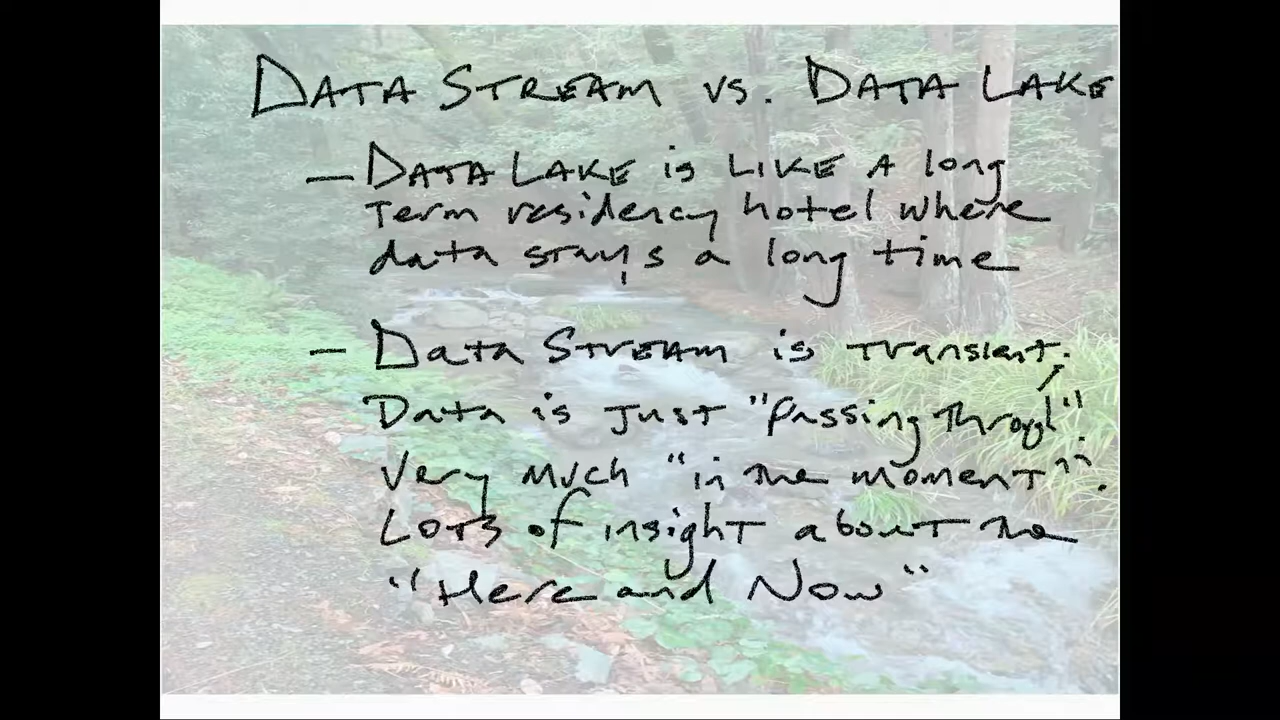 DATA STREAM vs. DATA LAKE
— DATA LAKE is LIKE A long
Term residency hotel where
data stays a long time
— Data STREAM is Transient.
Data is JusT "Passing Through".
Very Much "in The moment".
LOTS of insighT abouT The
"Here and Now"